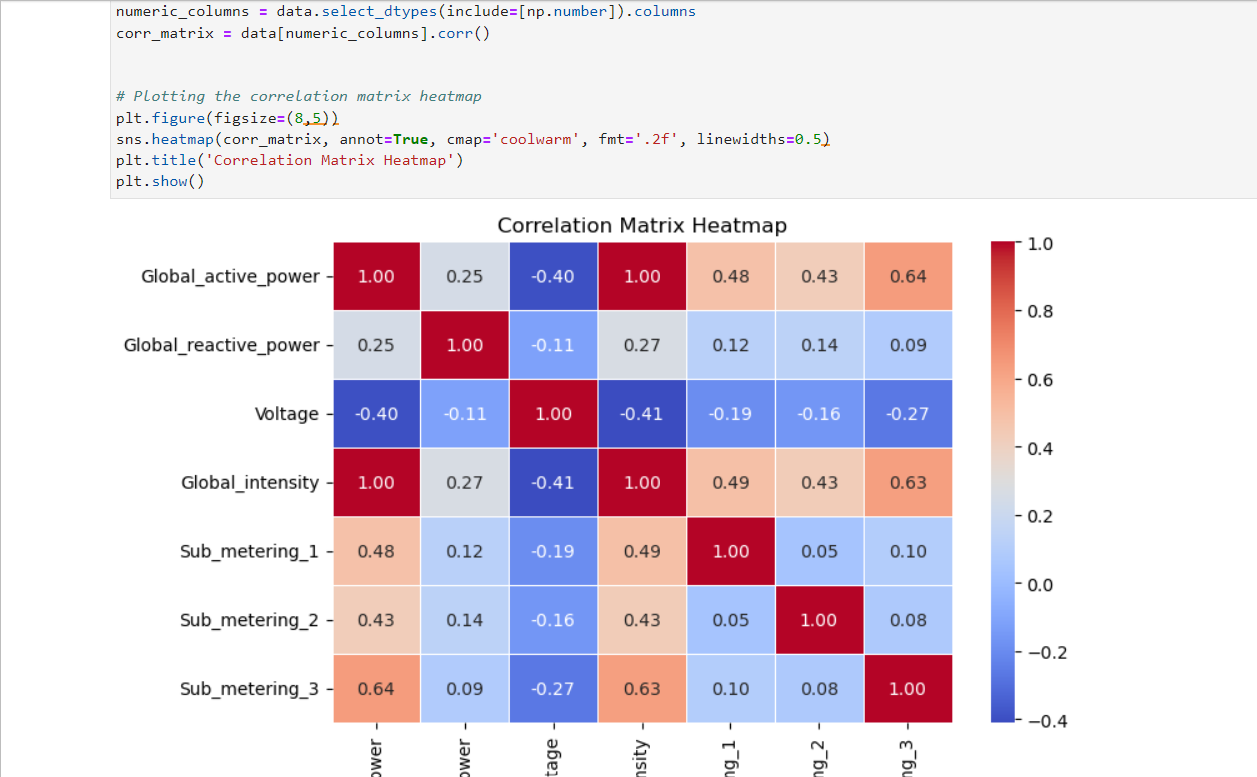 numeric_columns = data.select_dtypes(include=[np.number]).columns
corr_matrix = data[numeric_columns].corr()
# Plotting the correlation matrix heatmap
plt.figure(figsize=(8,5))
sns.heatmap(corr_matrix, annot=True, cmap='coolwarm', fmt='.2f', linewidths=0.5)
plt.title('Correlation Matrix Heatmap')
plt.show()
Correlation Matrix Heatmap
Global_active_power 1.00 0.25 -0.40 1.00 0.48 0.43 0.64
Global_reactive_power 0.25 1.00 -0.11 0.27 0.12 0.14 0.09
Voltage -0.40 -0.11 1.00 -0.41 -0.19 -0.16 -0.27
Global_intensity 1.00 0.27 -0.41 1.00 0.49 0.43 0.63
Sub_metering_1 0.48 0.12 -0.19 0.49 1.00 0.05 0.10
Sub_metering_2 0.43 0.14 -0.16 0.43 0.05 1.00 0.08
Sub_metering_3 0.64 0.09 -0.27 0.63 0.10 0.08 1.00
ower
ower
tage
nsity
ng_1
ng_2
ng_3
1.0
0.8
0.6
0.4
0.2
0.0
−0.2
−0.4